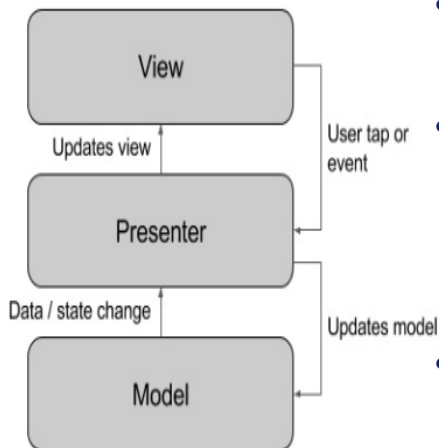 View
Updates view
User tap or
event
Presenter
Data / state change
Updates model
Model